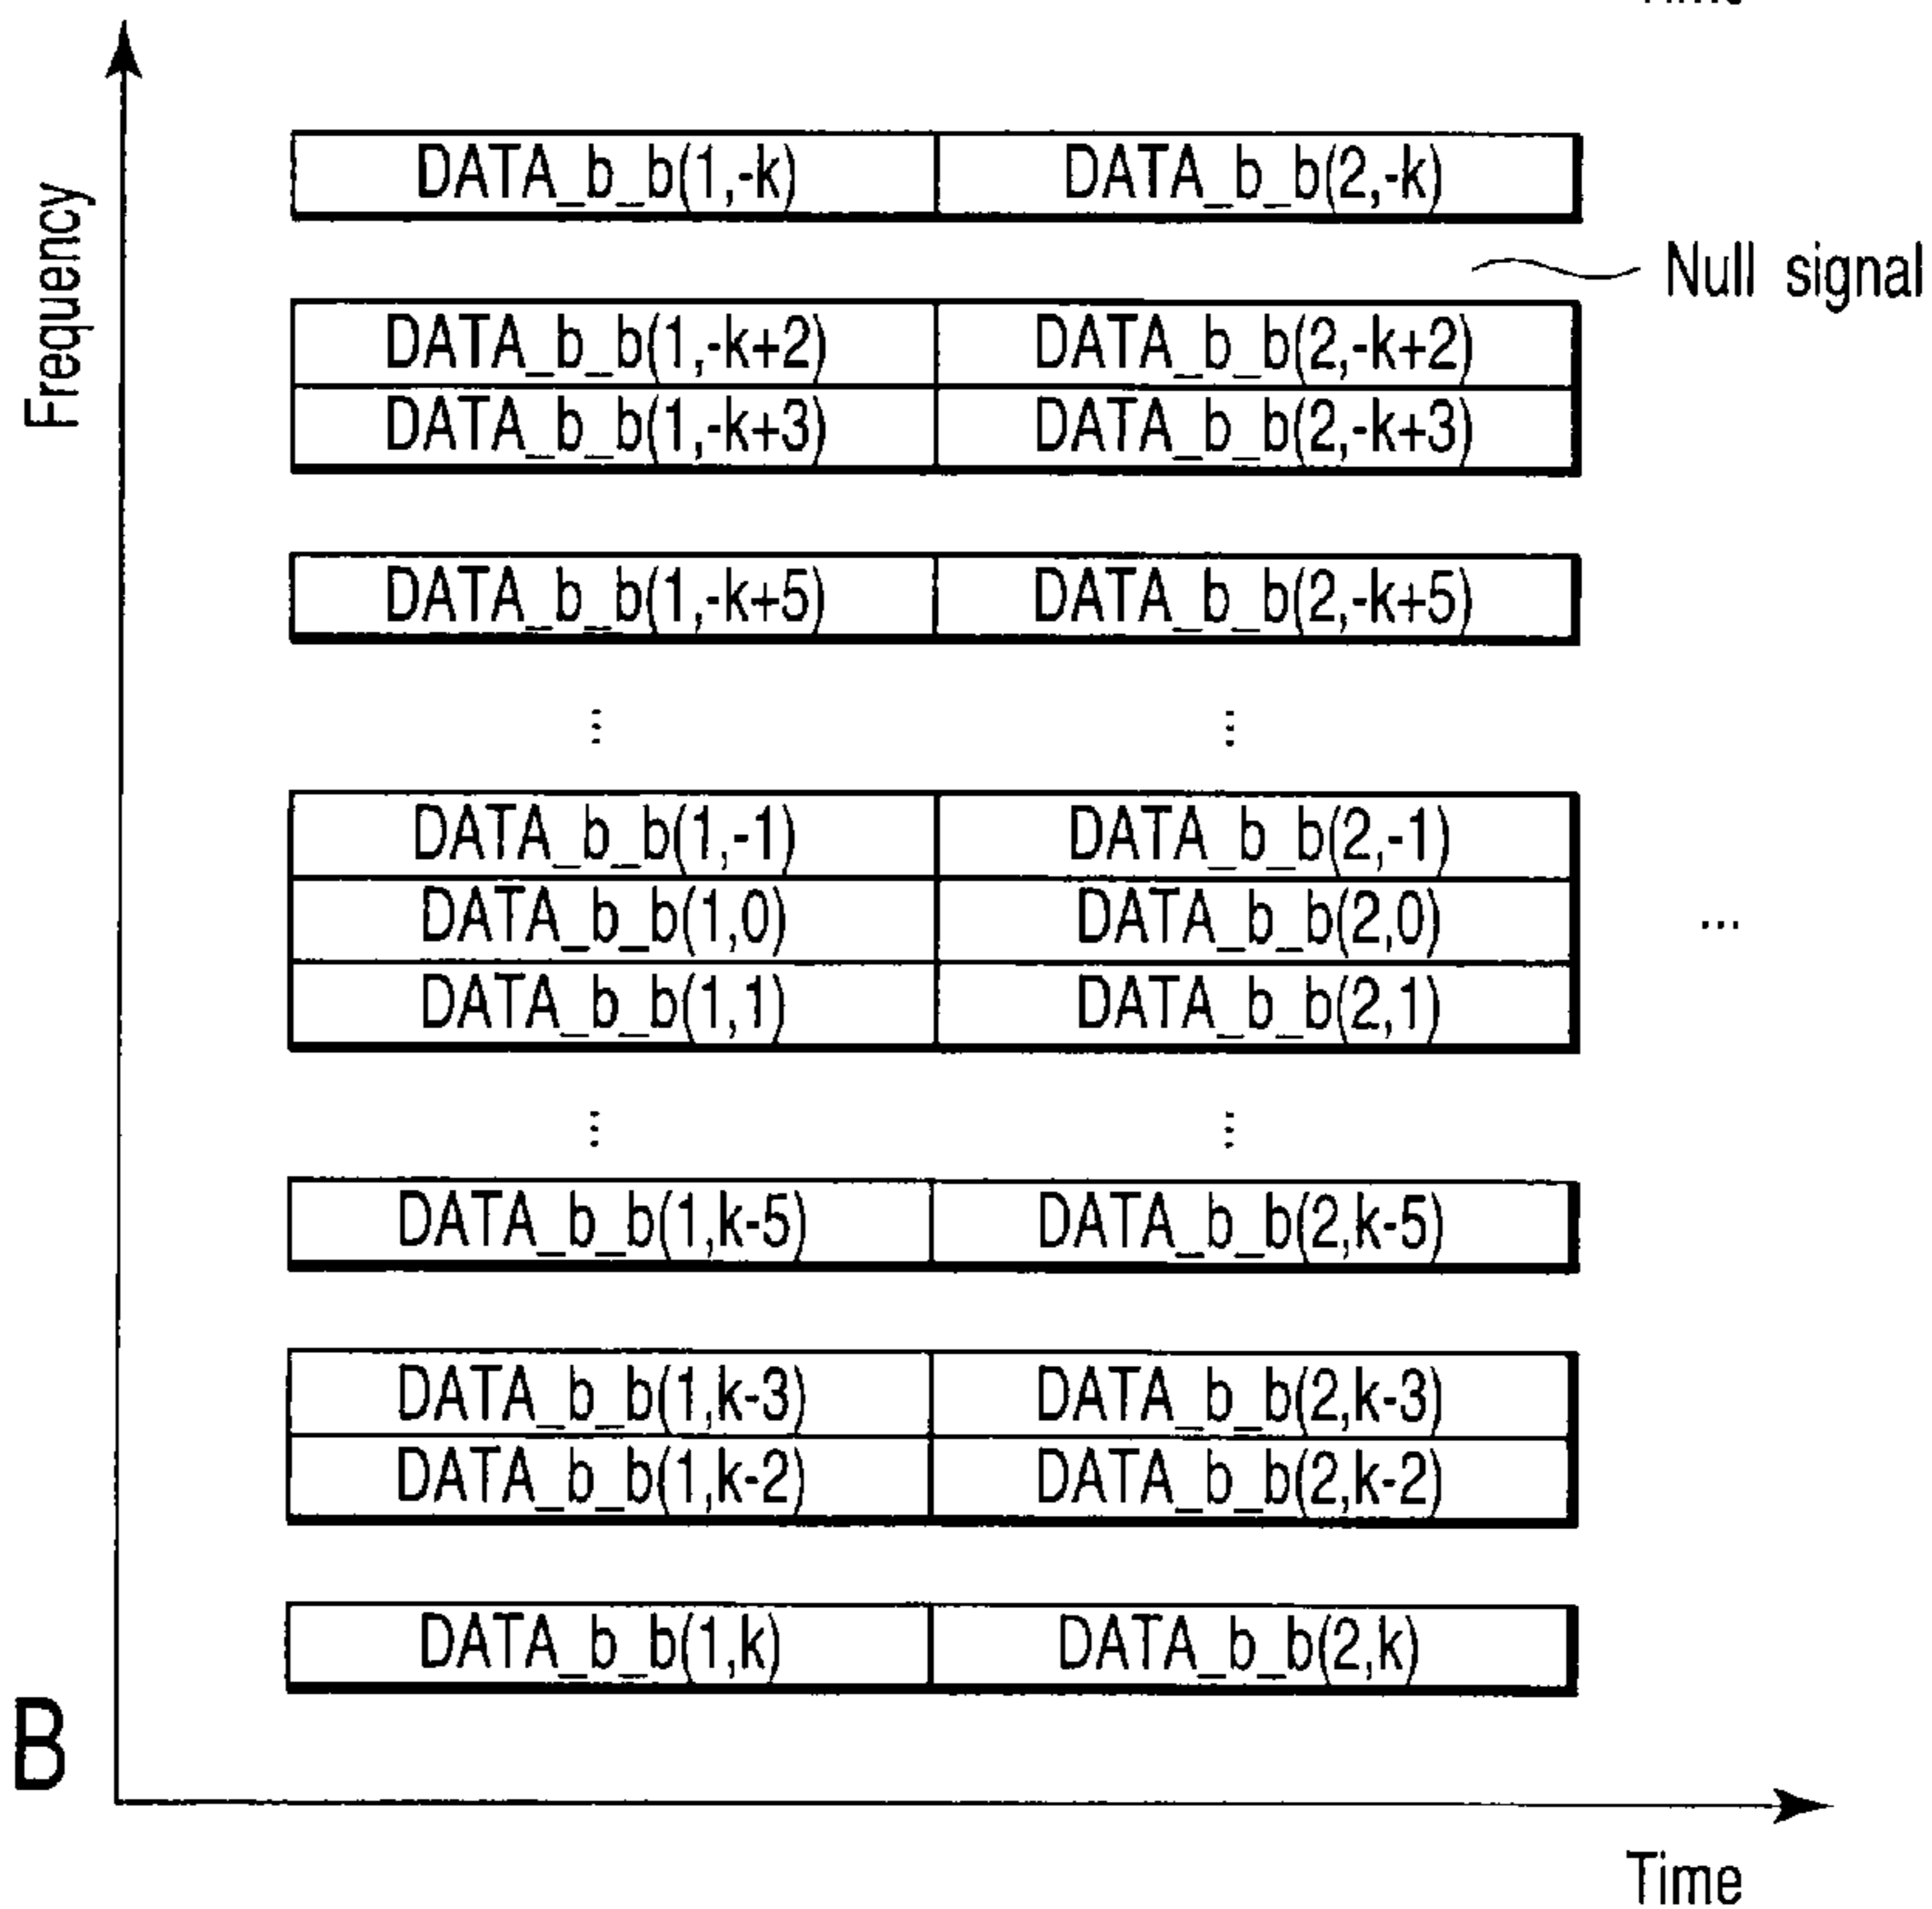 Frequency
DATA_b_b(1,-k) DATA_b_b(2,-k)
Null signal
DATA_b_b(1,-k+2) DATA_b_b(2,-k+2)
DATA_b_b(1,-k+3) DATA_b_b(2,-k+3)
DATA_b_b(1,-k+5) DATA_b_b(2,-k+5)
⋮ ⋮
DATA_b_b(1,-1) DATA_b_b(2,-1)
DATA_b_b(1,0) DATA_b_b(2,0) ...
DATA_b_b(1,1) DATA_b_b(2,1)
⋮ ⋮
DATA_b_b(1,k-5) DATA_b_b(2,k-5)
DATA_b_b(1,k-3) DATA_b_b(2,k-3)
DATA_b_b(1,k-2) DATA_b_b(2,k-2)
DATA_b_b(1,k) DATA_b_b(2,k)
B
Time